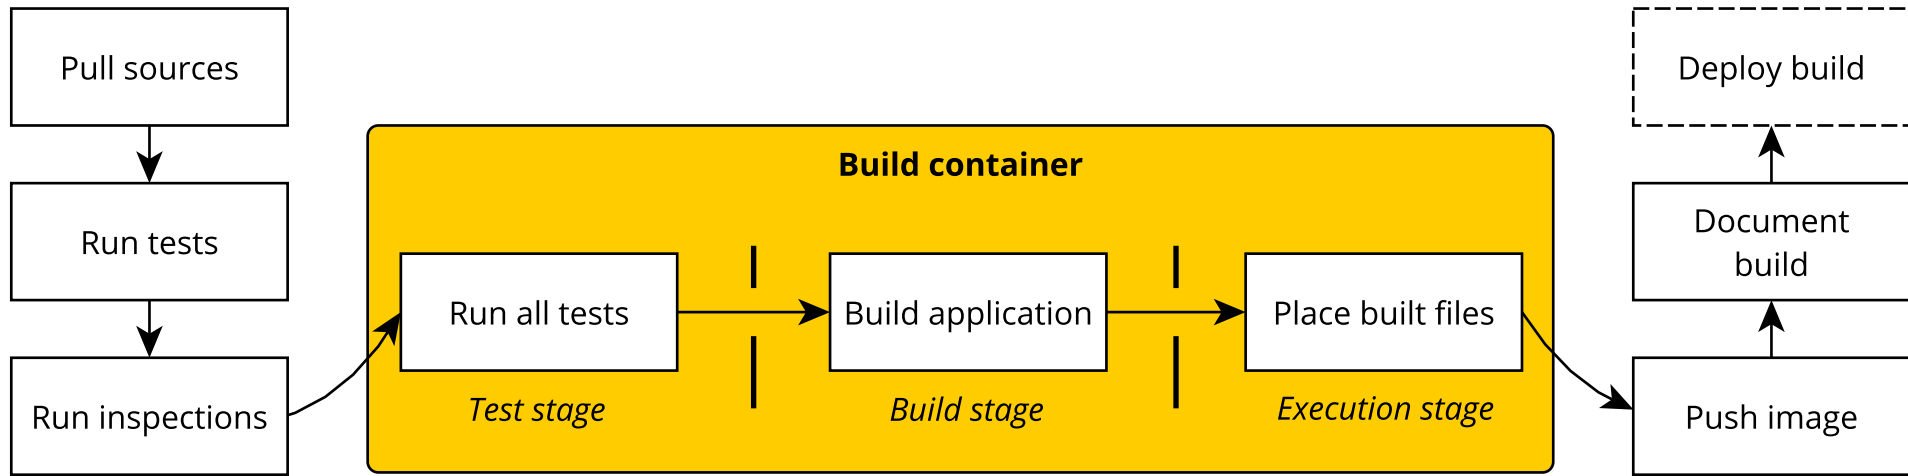 Pull sources
Run tests
Run inspections
Build container
Run all tests
Test stage
Build application
Build stage
Place built files
Execution stage
Push image
Document
build
Deploy build